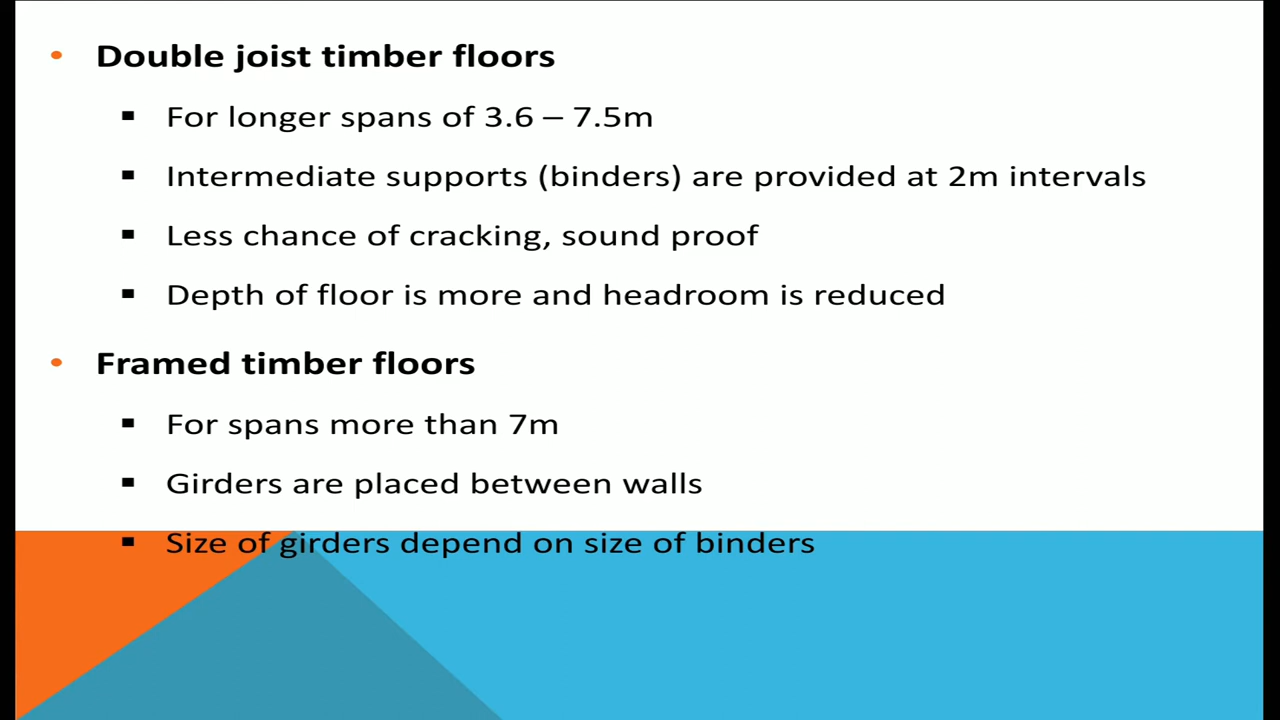 • Double joist timber floors
▪ For longer spans of 3.6 – 7.5m
▪ Intermediate supports (binders) are provided at 2m intervals
▪ Less chance of cracking, sound proof
▪ Depth of floor is more and headroom is reduced
• Framed timber floors
▪ For spans more than 7m
▪ Girders are placed between walls
▪ Size of girders depend on size of binders